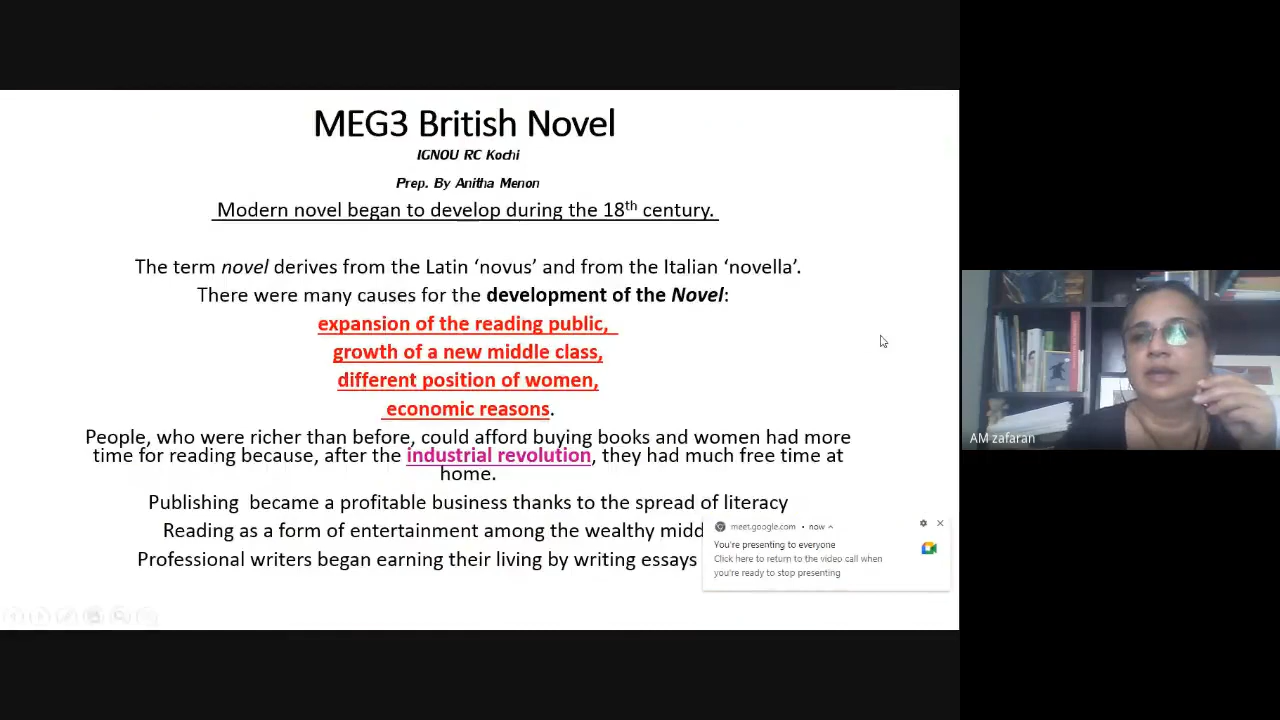 MEG3 British Novel
IGNOU RC Kochi
Prep. By Anitha Menon
Modern novel began to develop during the 18th century.
The term novel derives from the Latin ‘novus’ and from the Italian ‘novella’.
There were many causes for the development of the Novel:
expansion of the reading public,
growth of a new middle class,
different position of women,
economic reasons.
People, who were richer than before, could afford buying books and women had more
time for reading because, after the industrial revolution, they had much free time at
home.
Publishing became a profitable business thanks to the spread of literacy
Reading as a form of entertainment among the wealthy midd
Professional writers began earning their living by writing essays
meet.google.com • now
You're presenting to everyone
Click here to return to the video call when
you're ready to stop presenting
AM zafaran